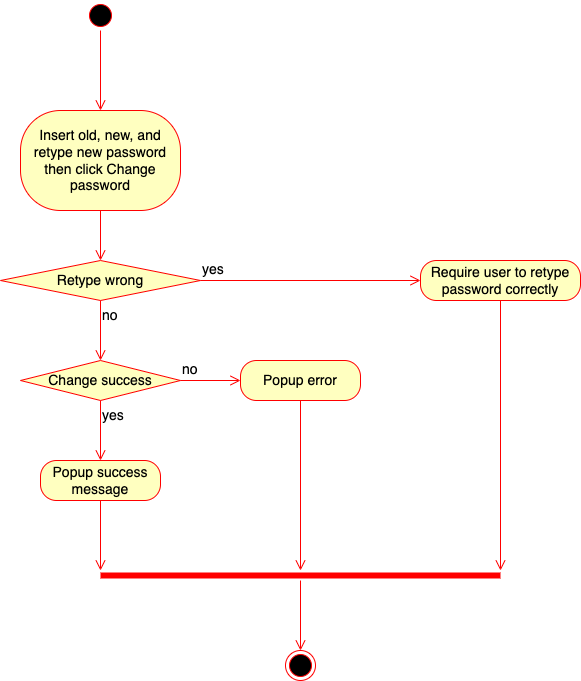 Insert old, new, and
retype new password
then click Change
password
Retype wrong
yes
Require user to retype
password correctly
no
Change success
no
Popup error
yes
Popup success
message